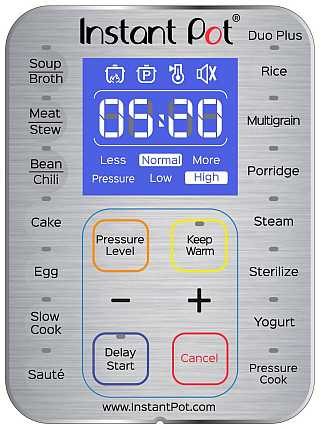 Instant Pot®
Duo Plus
Soup
Broth
Rice
P
05:00
Meat
Stew
Multigrain
Less Normal More
Pressure Low High
Bean
Chili
Porridge
Cake
Pressure
Level
Keep
Warm
Steam
Egg
Sterilize
− +
Slow
Cook
Yogurt
Delay
Start
Cancel
Sauté
Pressure
Cook
www.InstantPot.com